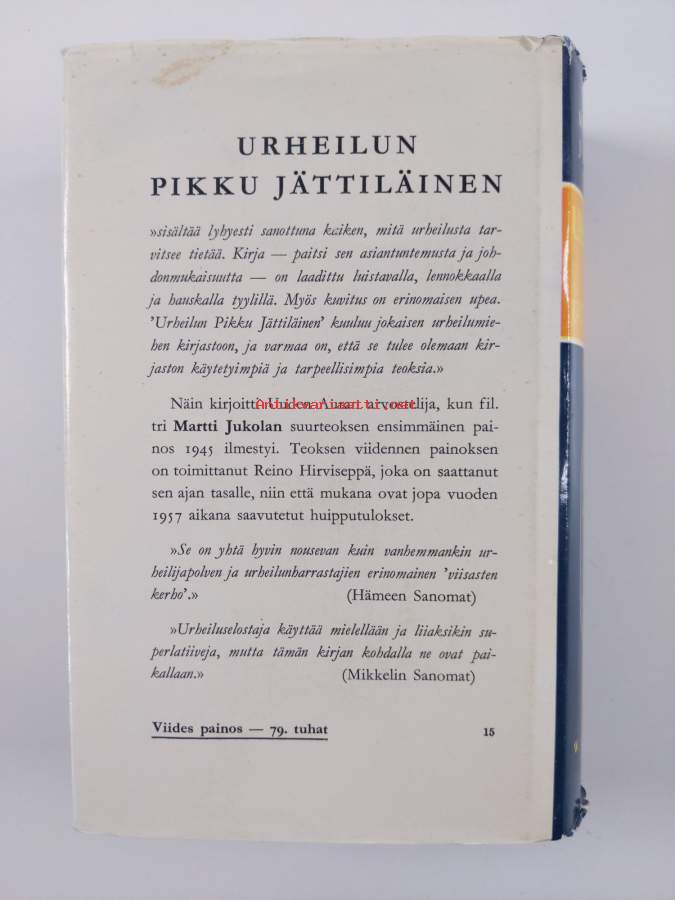 URHEILUN
PIKKU JÄTTILÄINEN
»sisältää lyhyesti sanottuna kaiken, mitä urheilusta tar-
vitsee tietää. Kirja — paitsi sen asiantuntemusta ja joh-
donmukaisuutta — on laadittu luistavalla, lennokkaalla
ja hauskalla tyylillä. Myös kuvitus on erinomaisen upea.
'Urheilun Pikku Jättiläinen' kuuluu jokaisen urheilumie-
hen kirjastoon, ja varmaa on, että se tulee olemaan kir-
jaston käytetyimpiä ja tarpeellisimpia teoksia.»
Näin kirjoitti Uuden Auran arvostelija, kun fil.
tri Martti Jukolan suurteoksen ensimmäinen pai-
nos 1945 ilmestyi. Teoksen viidennen painoksen
on toimittanut Reino Hirviseppä, joka on saattanut
sen ajan tasalle, niin että mukana ovat jopa vuoden
1957 aikana saavutetut huipputulokset.
»Se on yhtä hyvin nousevan kuin vanhemmankin ur-
heilijapolven ja urheilunharrastajien erinomainen 'viisasten
kerho'.» (Hämeen Sanomat)
»Urheiluselostaja käyttää mielellään ja liiaksikin su-
perlatiiveja, mutta tämän kirjan kohdalla ne ovat pai-
kallaan.» (Mikkelin Sanomat)
Viides painos — 79. tuhat 15